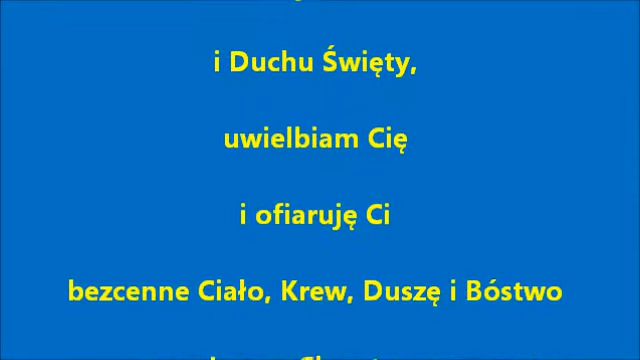 i Duchu Święty,
uwielbiam Cię
i ofiaruję Ci
bezcenne Ciało, Krew, Duszę i Bóstwo